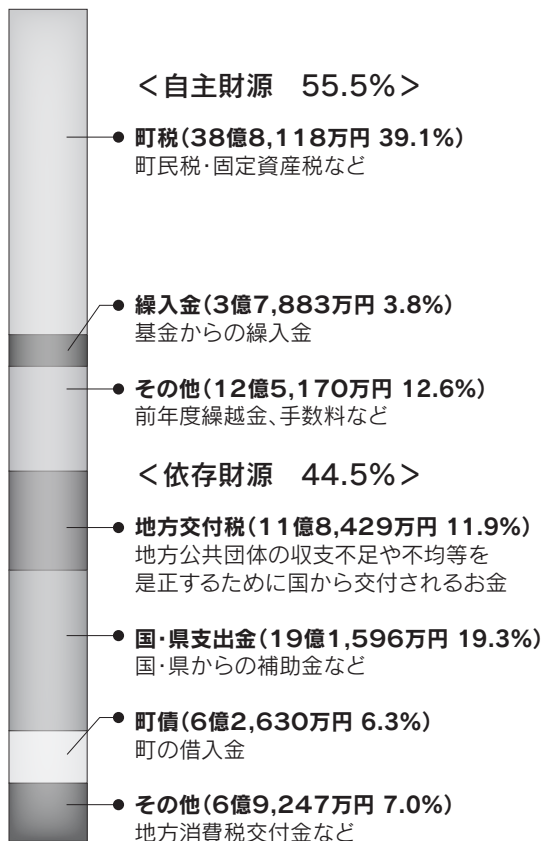 ＜自主財源　55.5%＞
町税(38億8,118万円 39.1%)
町民税・固定資産税など
繰入金(3億7,883万円 3.8%)
基金からの繰入金
その他(12億5,170万円 12.6%)
前年度繰越金、手数料など
＜依存財源　44.5%＞
地方交付税(11億8,429万円 11.9%)
地方公共団体の収支不足や不均等を
是正するために国から交付されるお金
国・県支出金(19億1,596万円 19.3%)
国・県からの補助金など
町債(6億2,630万円 6.3%)
町の借入金
その他(6億9,247万円 7.0%)
地方消費税交付金など